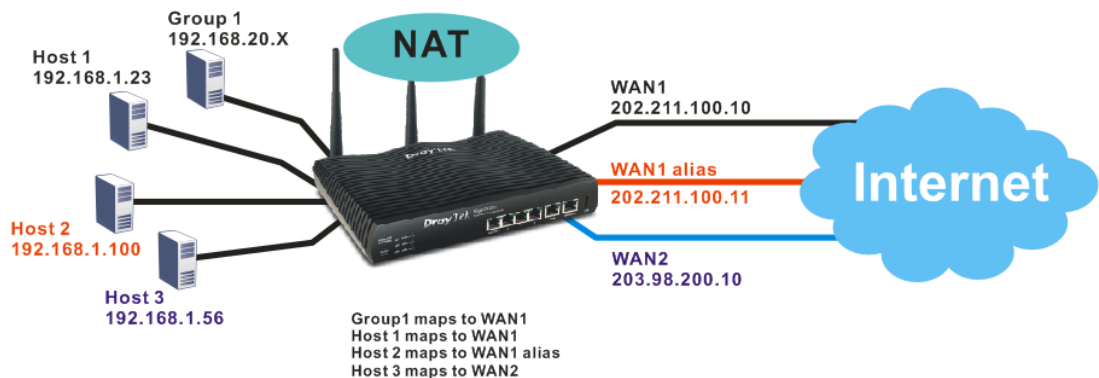 Group 1
192.168.20.X
NAT
Host 1
192.168.1.23
WAN1
202.211.100.10
DrayTek
WAN1 alias
202.211.100.11
Internet
Host 2
192.168.1.100
DrayTek
WAN2
203.98.200.10
Host 3
192.168.1.56
Group1 maps to WAN1
Host 1 maps to WAN1
Host 2 maps to WAN1 alias
Host 3 maps to WAN2